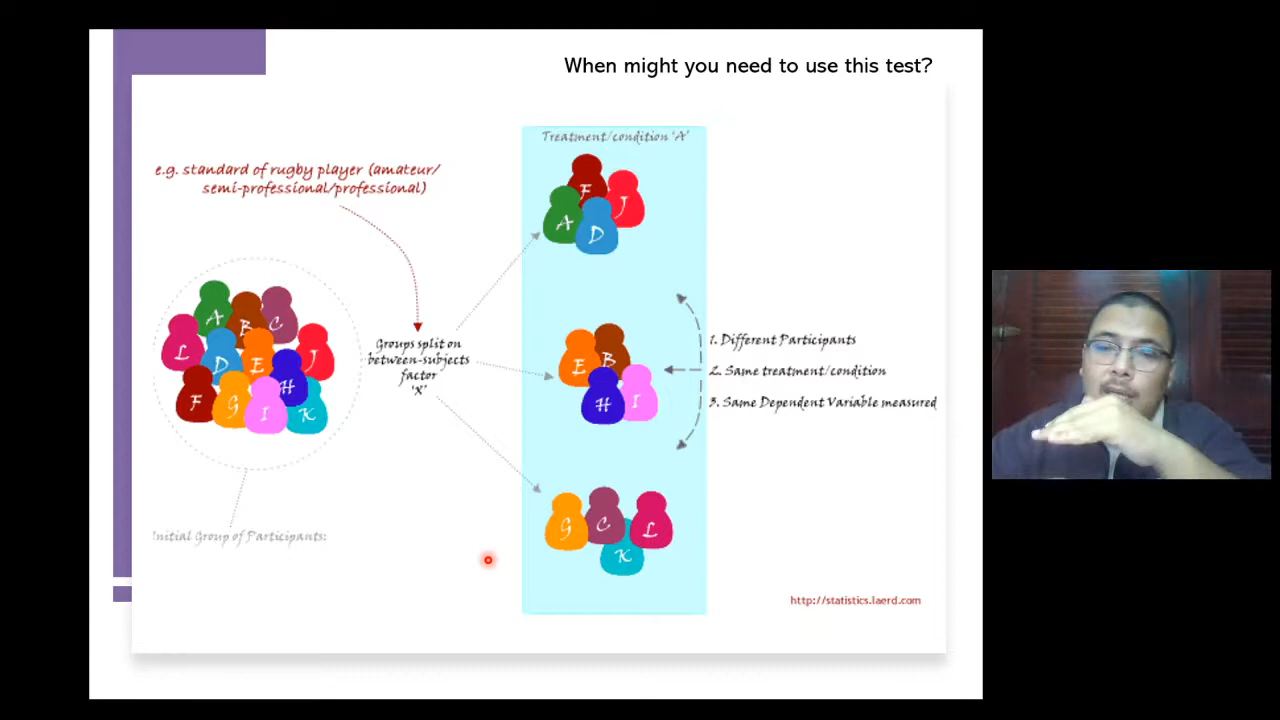 When might you need to use this test?
Treatment/condition 'A'
e.g. standard of rugby player (amateur/
semi-professional/professional)
F
J
A
D
A
B
C
L
D
E
J
H
F
G
I
K
Groups split on
between-subjects
factor
'X'
E
B
H
I
1. Different Participants
2. Same treatment/condition
3. Same Dependent Variable measured
G
C
L
K
Initial Group of Participants:
http://statistics.laerd.com